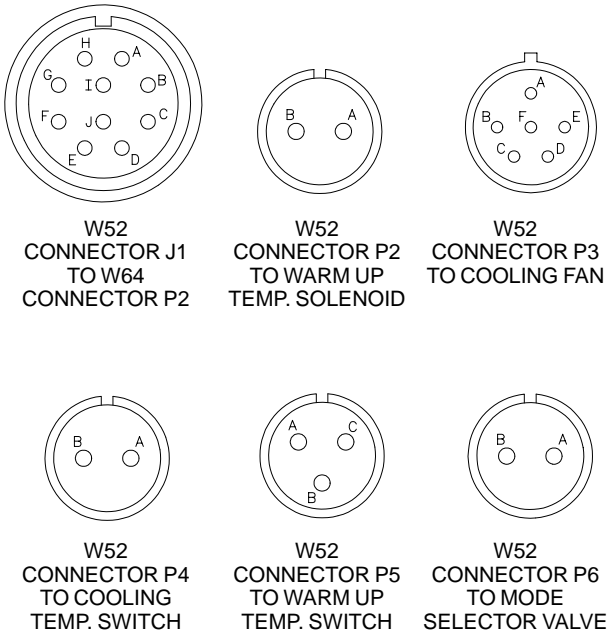 H A
G I B
F J C
E D
W52
CONNECTOR J1
TO W64
CONNECTOR P2
B A
W52
CONNECTOR P2
TO WARM UP
TEMP. SOLENOID
A
B F E
C D
W52
CONNECTOR P3
TO COOLING FAN
B A
W52
CONNECTOR P4
TO COOLING
TEMP. SWITCH
A C
B
W52
CONNECTOR P5
TO WARM UP
TEMP. SWITCH
B A
W52
CONNECTOR P6
TO MODE
SELECTOR VALVE